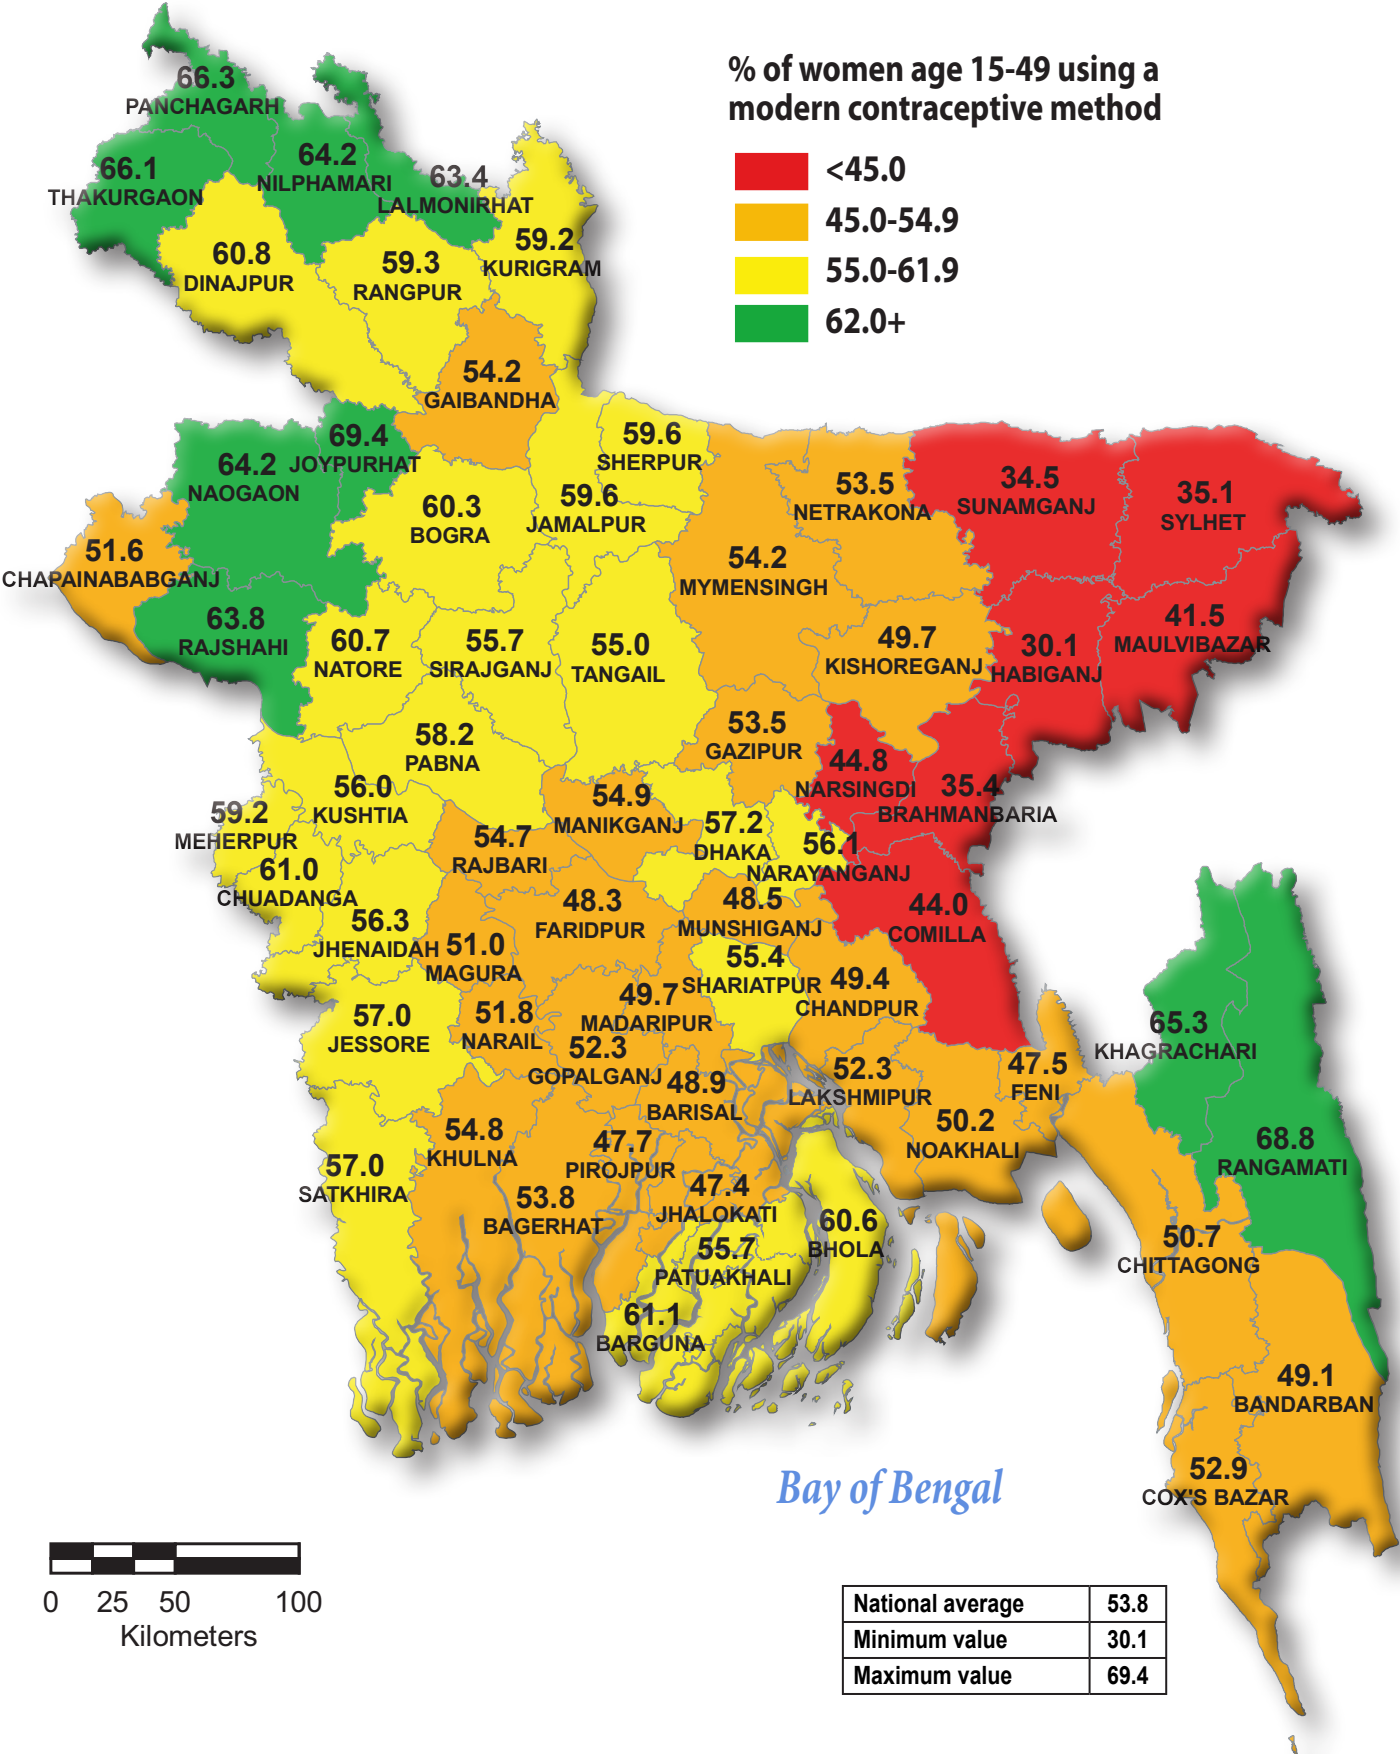 % of women age 15-49 using a
modern contraceptive method
<45.0
45.0-54.9
55.0-61.9
62.0+
66.3
PANCHAGARH
66.1
THAKURGAON
64.2
NILPHAMARI
63.4
LALMONIRHAT
60.8
DINAJPUR
59.3
RANGPUR
59.2
KURIGRAM
54.2
GAIBANDHA
69.4
JOYPURHAT
64.2
NAOGAON
59.6
SHERPUR
59.6
JAMALPUR
60.3
BOGRA
53.5
NETRAKONA
34.5
SUNAMGANJ
35.1
SYLHET
51.6
CHAPAINABABGANJ
54.2
MYMENSINGH
63.8
RAJSHAHI
60.7
NATORE
55.7
SIRAJGANJ
55.0
TANGAIL
49.7
KISHOREGANJ
30.1
HABIGANJ
41.5
MAULVIBAZAR
58.2
PABNA
53.5
GAZIPUR
44.8
NARSINGDI
35.4
BRAHMANBARIA
56.0
KUSHTIA
59.2
MEHERPUR
54.9
MANIKGANJ
57.2
DHAKA
56.1
NARAYANGANJ
54.7
RAJBARI
61.0
CHUADANGA
56.3
JHENAIDAH
48.3
FARIDPUR
48.5
MUNSHIGANJ
44.0
COMILLA
51.0
MAGURA
55.4
SHARIATPUR
49.4
CHANDPUR
57.0
JESSORE
51.8
NARAIL
49.7
MADARIPUR
52.3
GOPALGANJ
48.9
BARISAL
52.3
LAKSHMIPUR
47.5
FENI
65.3
KHAGRACHARI
54.8
KHULNA
47.7
PIROJPUR
50.2
NOAKHALI
68.8
RANGAMATI
57.0
SATKHIRA
53.8
BAGERHAT
47.4
JHALOKATI
60.6
BHOLA
55.7
PATUAKHALI
50.7
CHITTAGONG
61.1
BARGUNA
49.1
BANDARBAN
52.9
COX'S BAZAR
Bay of Bengal
0 25 50 100
Kilometers
National average 53.8
Minimum value 30.1
Maximum value 69.4